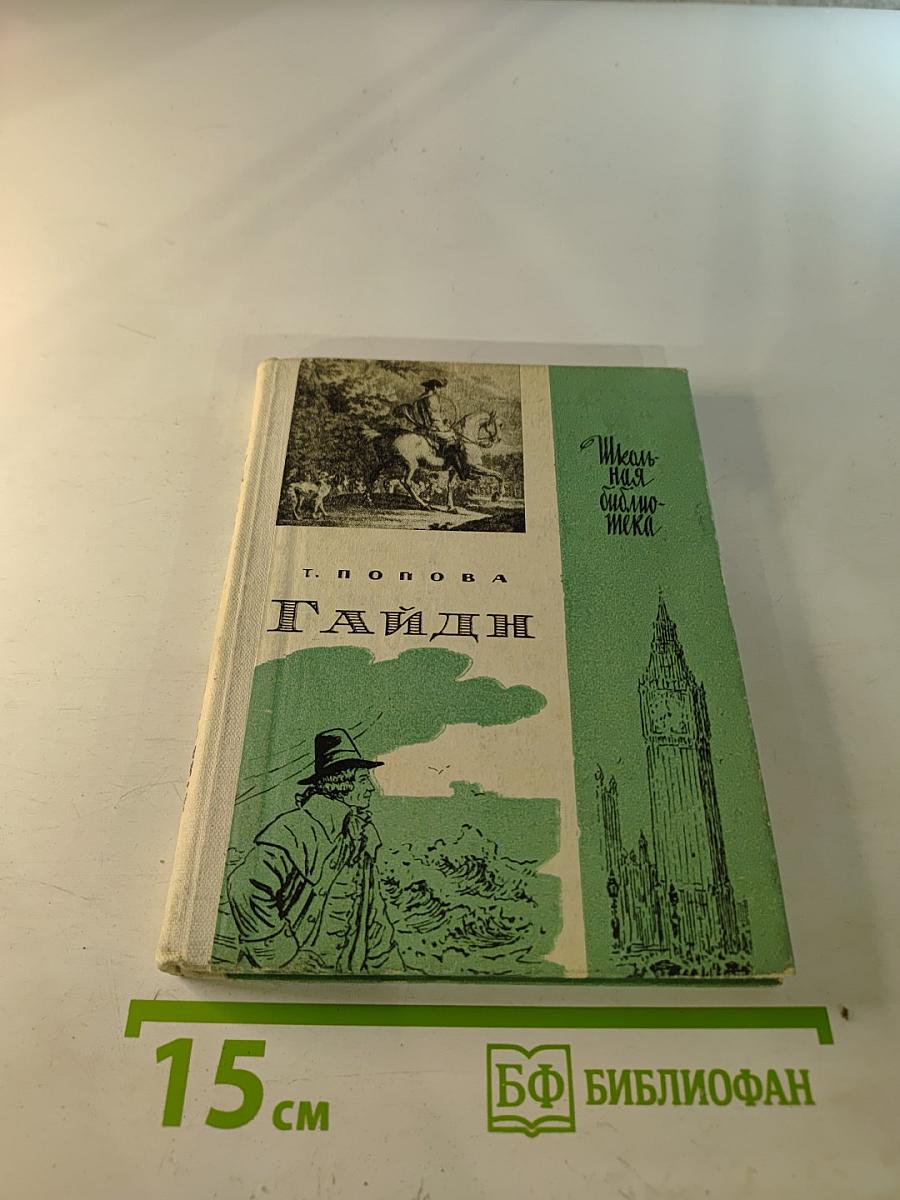 Школь-
ная
библио-
тека
Т. ПОПОВА
ГАЙДН
15 см
БФ БИБЛИОФАН